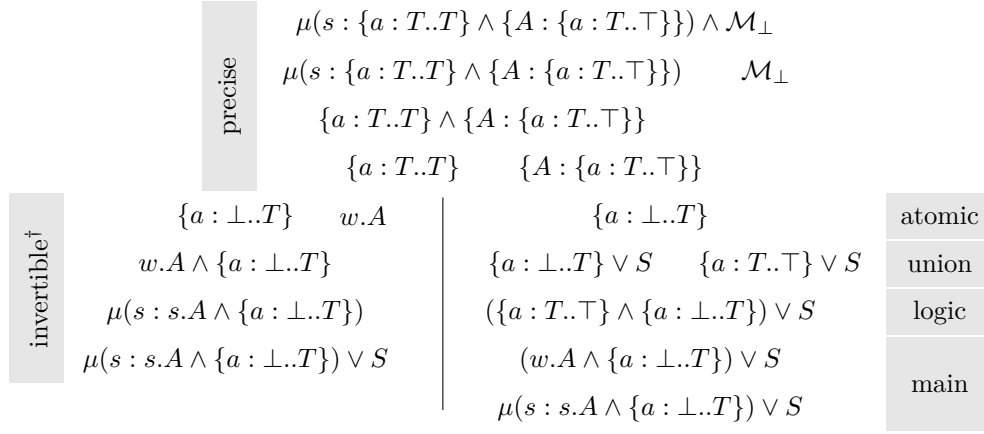 precise
μ(s : {a : T..T} ∧ {A : {a : T..⊤}}) ∧ ℳ⊥
μ(s : {a : T..T} ∧ {A : {a : T..⊤}}) ℳ⊥
{a : T..T} ∧ {A : {a : T..⊤}}
{a : T..T} {A : {a : T..⊤}}
invertible†
{a : ⊥..T} w.A
w.A ∧ {a : ⊥..T}
μ(s : s.A ∧ {a : ⊥..T})
μ(s : s.A ∧ {a : ⊥..T}) ∨ S
{a : ⊥..T} atomic
{a : ⊥..T} ∨ S {a : T..⊤} ∨ S union
({a : T..⊤} ∧ {a : ⊥..T}) ∨ S logic
(w.A ∧ {a : ⊥..T}) ∨ S
μ(s : s.A ∧ {a : ⊥..T}) ∨ S
main